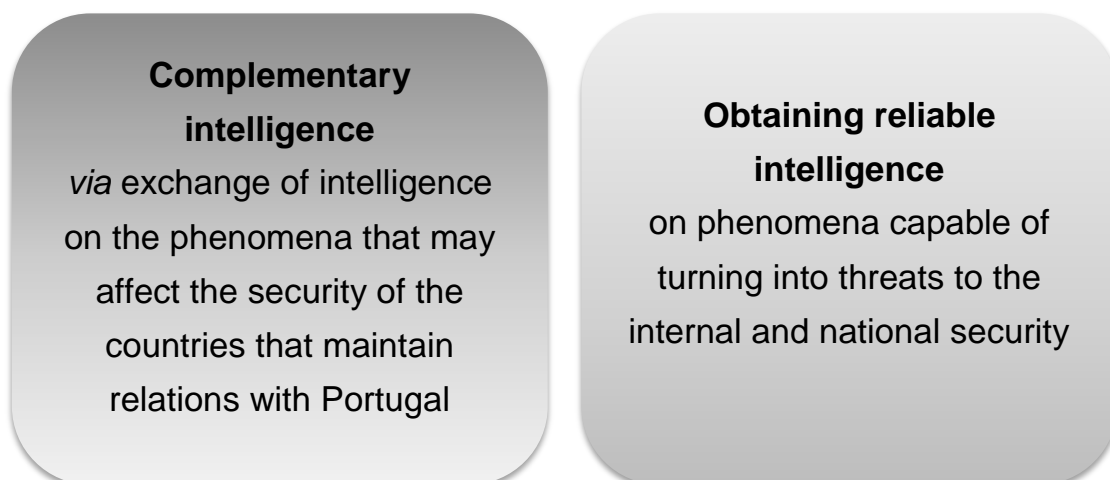 Complementary
intelligence
via exchange of intelligence
on the phenomena that may
affect the security of the
countries that maintain
relations with Portugal
Obtaining reliable
intelligence
on phenomena capable of
turning into threats to the
internal and national security